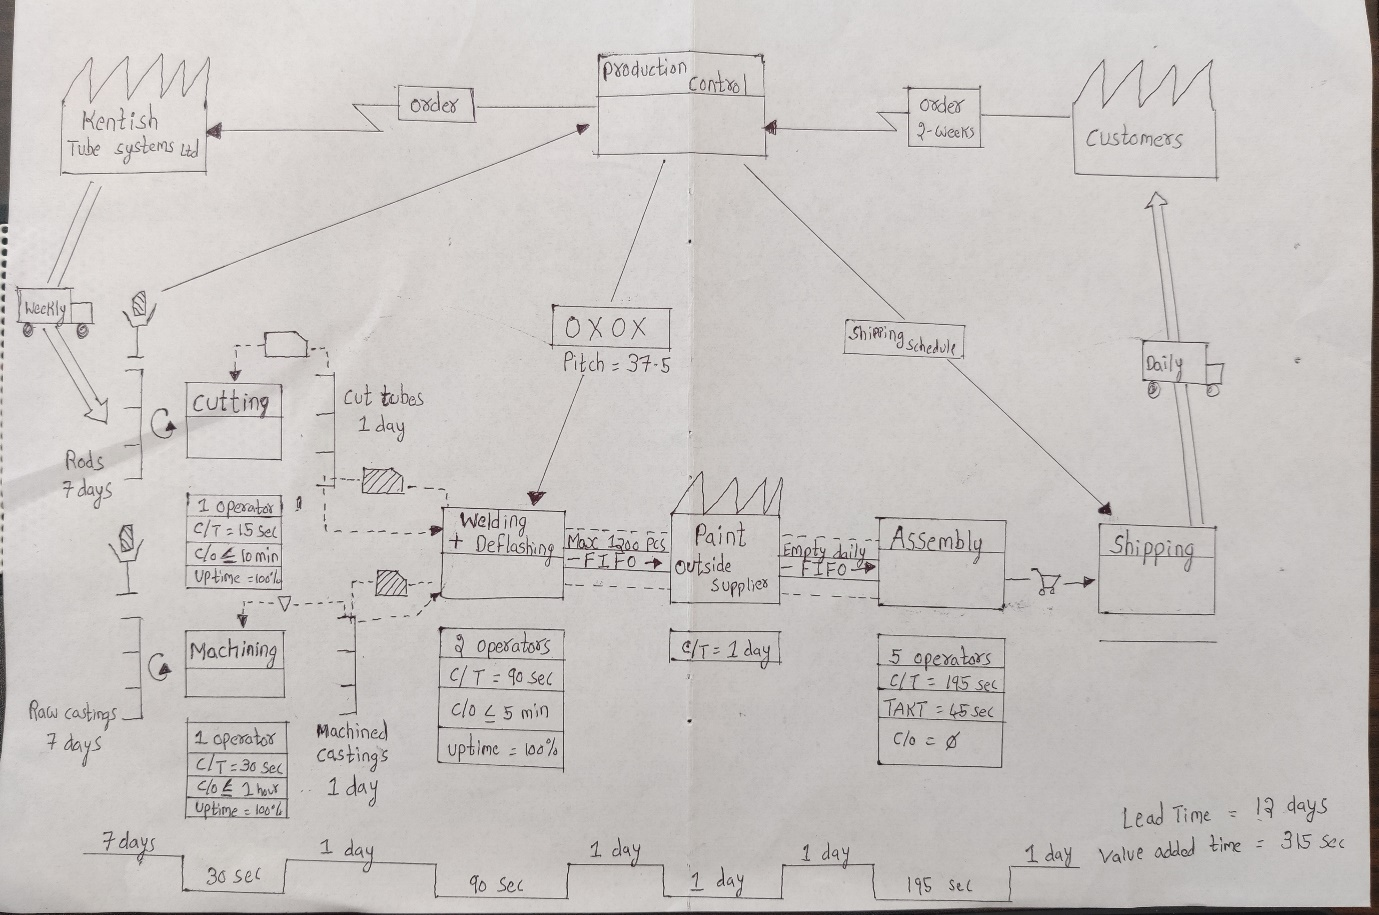 Kentish
Tube systems Ltd
order
production
control
order
2-weeks
customers
Weekly
OXOX
Pitch = 37.5
Shipping
schedule
Daily
Rods
7 days
cutting
1 operator
C/T = 15 sec
C/o ≤ 10 min
Uptime = 100%
cut tubes
1 day
Raw castings
7 days
Machining
1 operator
C/T = 30 sec
C/o ≤ 1 hour
Uptime = 100%
Machined
castings
1 day
Welding
+ Deflashing
2 operators
C/T = 90 sec
C/o ≤ 5 min
uptime = 100%
Max 1200 Pcs
FIFO
Paint
outside
supplier
C/T = 1 day
Empty daily
FIFO
Assembly
5 operators
C/T = 195 sec
TAKT = 45 sec
C/o = Ø
Shipping
7 days
30 sec
1 day
90 sec
1 day
1 day
1 day
195 sec
1 day
Lead Time = days
Value added time = 315 sec